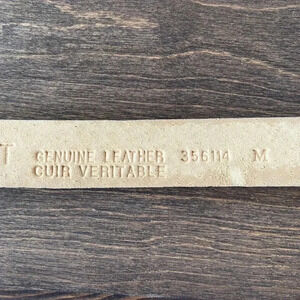 T GENUINE LEATHER 356114 M
CUIR VERITABLE